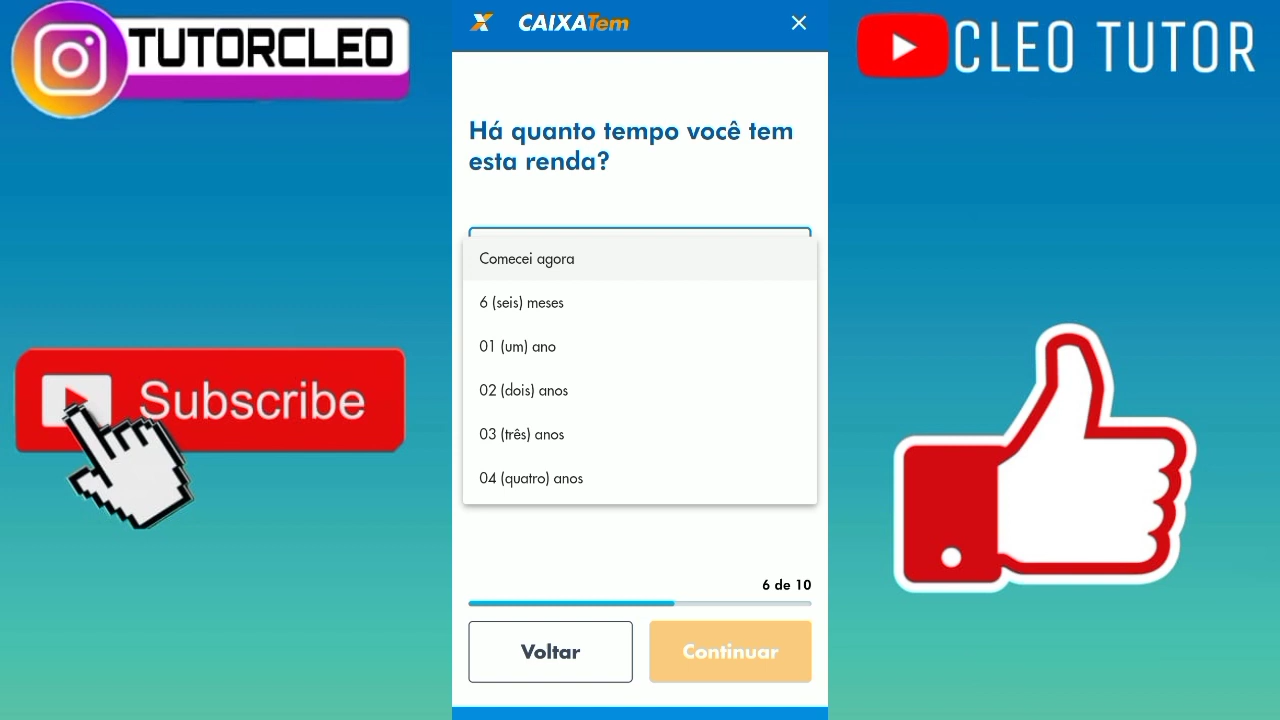 TUTORCLEO
CAIXATem
CLEO TUTOR
Há quanto tempo você tem
esta renda?
Comecei agora
6 (seis) meses
01 (um) ano
02 (dois) anos
03 (três) anos
04 (quatro) anos
Subscribe
6 de 10
Voltar
Continuar